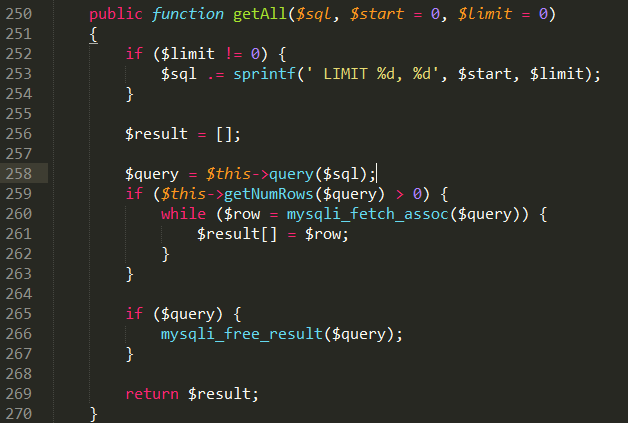 250     public function getAll($sql, $start = 0, $limit = 0)
251     {
252         if ($limit != 0) {
253             $sql .= sprintf(' LIMIT %d, %d', $start, $limit);
254         }
255
256         $result = [];
257
258         $query = $this->query($sql);
259         if ($this->getNumRows($query) > 0) {
260             while ($row = mysqli_fetch_assoc($query)) {
261                 $result[] = $row;
262             }
263         }
264
265         if ($query) {
266             mysqli_free_result($query);
267         }
268
269         return $result;
270     }